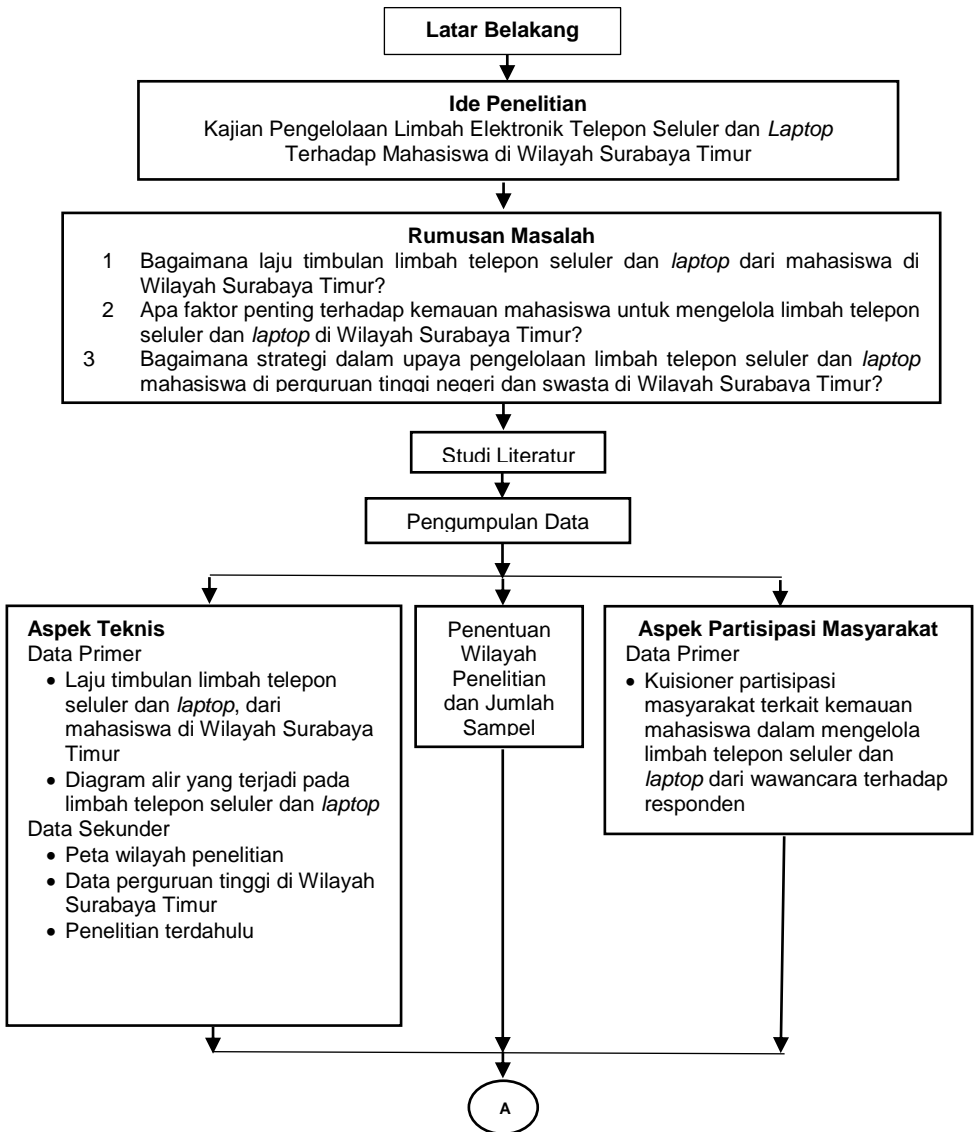 Latar Belakang
Ide Penelitian
Kajian Pengelolaan Limbah Elektronik Telepon Seluler dan Laptop
Terhadap Mahasiswa di Wilayah Surabaya Timur
Rumusan Masalah
1 Bagaimana laju timbulan limbah telepon seluler dan laptop dari mahasiswa di
Wilayah Surabaya Timur?
2 Apa faktor penting terhadap kemauan mahasiswa untuk mengelola limbah telepon
seluler dan laptop di Wilayah Surabaya Timur?
3 Bagaimana strategi dalam upaya pengelolaan limbah telepon seluler dan laptop
mahasiswa di perguruan tinggi negeri dan swasta di Wilayah Surabaya Timur?
Studi Literatur
Pengumpulan Data
Aspek Teknis
Data Primer
• Laju timbulan limbah telepon
seluler dan laptop, dari
mahasiswa di Wilayah Surabaya
Timur
• Diagram alir yang terjadi pada
limbah telepon seluler dan laptop
Data Sekunder
• Peta wilayah penelitian
• Data perguruan tinggi di Wilayah
Surabaya Timur
• Penelitian terdahulu
Penentuan
Wilayah
Penelitian
dan Jumlah
Sampel
Aspek Partisipasi Masyarakat
Data Primer
• Kuisioner partisipasi
masyarakat terkait kemauan
mahasiswa dalam mengelola
limbah telepon seluler dan
laptop dari wawancara terhadap
responden
A